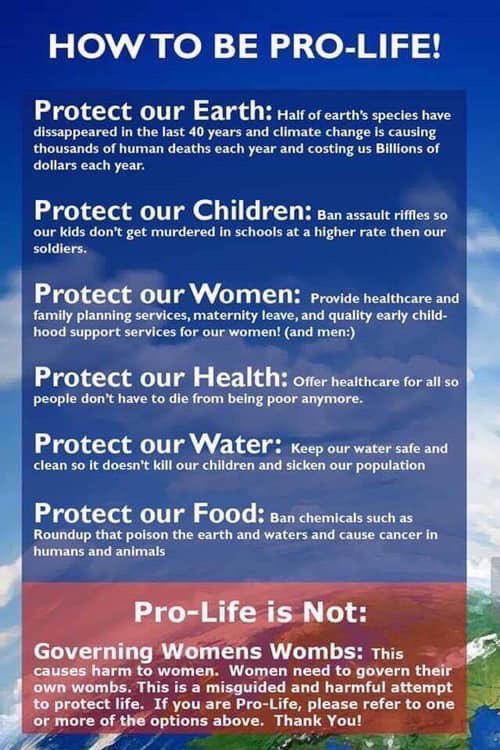 HOW TO BE PRO-LIFE!
Protect our Earth: Half of earth's species have
dissappeared in the last 40 years and climate change is causing
thousands of human deaths each year and costing us Billions of
dollars each year.
Protect our Children: Ban assault riffles so
our kids don't get murdered in schools at a higher rate then our
soldiers.
Protect our Women: Provide healthcare and
family planning services, maternity leave, and quality early child-
hood support services for our women! (and men:)
Protect our Health: Offer healthcare for all so
people don't have to die from being poor anymore.
Protect our Water: Keep our water safe and
clean so it doesn't kill our children and sicken our population
Protect our Food: Ban chemicals such as
Roundup that poison the earth and waters and cause cancer in
humans and animals
Pro-Life is Not:
Governing Womens Wombs: This
causes harm to women. Women need to govern their
own wombs. This is a misguided and harmful attempt
to protect life. If you are Pro-Life, please refer to one
or more of the options above. Thank You!